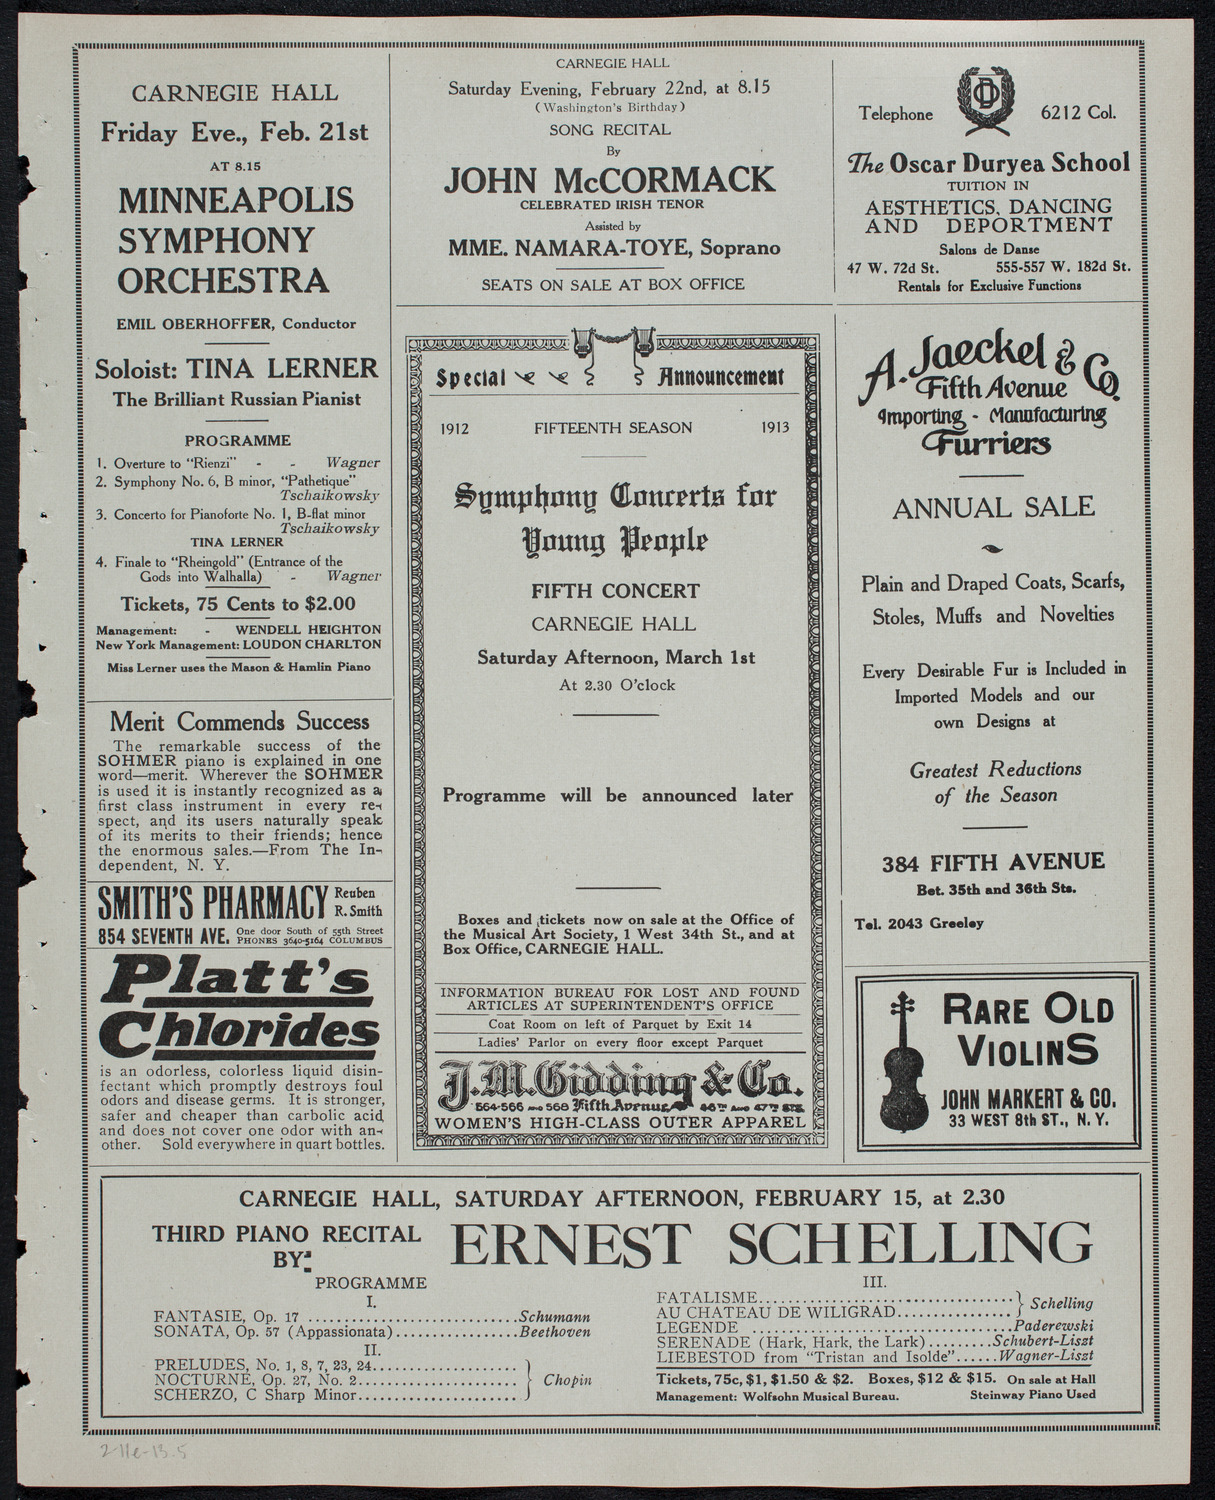 CARNEGIE HALL
Friday Eve., Feb. 21st
AT 8.15
MINNEAPOLIS
SYMPHONY
ORCHESTRA
EMIL OBERHOFFER, Conductor
Soloist: TINA LERNER
The Brilliant Russian Pianist
PROGRAMME
1. Overture to "Rienzi" - - Wagner
2. Symphony No. 6, B minor, "Pathetique"
Tschaikowsky
3. Concerto for Pianoforte No. 1, B-flat minor
Tschaikowsky
TINA LERNER
4. Finale to "Rheingold" (Entrance of the
Gods into Walhalla) - Wagner
Tickets, 75 Cents to $2.00
Management: - WENDELL HEIGHTON
New York Management: LOUDON CHARLTON
Miss Lerner uses the Mason & Hamlin Piano
Merit Commends Success
The remarkable success of the
SOHMER piano is explained in one
word—merit. Wherever the SOHMER
is used it is instantly recognized as a
first class instrument in every re-
spect, and its users naturally speak
of its merits to their friends; hence
the enormous sales.—From The In-
dependent, N. Y.
SMITH'S PHARMACY Reuben
R. Smith
854 SEVENTH AVE. One door South of 55th Street
PHONES 3640-5164 COLUMBUS
Platt's
Chlorides
is an odorless, colorless liquid disin-
fectant which promptly destroys foul
odors and disease germs. It is stronger,
safer and cheaper than carbolic acid
and does not cover one odor with an-
other. Sold everywhere in quart bottles.
CARNEGIE HALL
Saturday Evening, February 22nd, at 8.15
(Washington's Birthday)
SONG RECITAL
By
JOHN McCORMACK
CELEBRATED IRISH TENOR
Assisted by
MME. NAMARA-TOYE, Soprano
SEATS ON SALE AT BOX OFFICE
Special Announcement
1912 FIFTEENTH SEASON 1913
Symphony Concerts for
Young People
FIFTH CONCERT
CARNEGIE HALL
Saturday Afternoon, March 1st
At 2.30 O'clock
Programme will be announced later
Boxes and tickets now on sale at the Office of
the Musical Art Society, 1 West 34th St., and at
Box Office, CARNEGIE HALL.
INFORMATION BUREAU FOR LOST AND FOUND
ARTICLES AT SUPERINTENDENT'S OFFICE
Coat Room on left of Parquet by Exit 14
Ladies' Parlor on every floor except Parquet
J. M. Gidding & Co.
564-566 AND 568 Fifth Avenue 46TH AND 47TH STS.
WOMEN'S HIGH-CLASS OUTER APPAREL
OD
Telephone 6212 Col.
The Oscar Duryea School
TUITION IN
AESTHETICS, DANCING
AND DEPORTMENT
Salons de Danse
47 W. 72d St. 555-557 W. 182d St.
Rentals for Exclusive Functions
A. Jaeckel & Co.
Fifth Avenue
Importing - Manufacturing
Furriers
ANNUAL SALE
Plain and Draped Coats, Scarfs,
Stoles, Muffs and Novelties
Every Desirable Fur is Included in
Imported Models and our
own Designs at
Greatest Reductions
of the Season
384 FIFTH AVENUE
Bet. 35th and 36th Sts.
Tel. 2043 Greeley
RARE OLD
VIOLINS
JOHN MARKERT & CO.
33 WEST 8th ST., N. Y.
CARNEGIE HALL, SATURDAY AFTERNOON, FEBRUARY 15, at 2.30
THIRD PIANO RECITAL
BY: ERNEST SCHELLING
PROGRAMME
I.
FANTASIE, Op. 17 ........................Schumann
SONATA, Op. 57 (Appassionata)..............Beethoven
II.
PRELUDES, No. 1, 8, 7, 23, 24..................
NOCTURNE, Op. 27, No. 2.................... } Chopin
SCHERZO, C Sharp Minor....................
III.
FATALISME................................
AU CHATEAU DE WILIGRAD.............. } Schelling
LEGENDE ................................Paderewski
SERENADE (Hark, Hark, the Lark).........Schubert-Liszt
LIEBESTOD from "Tristan and Isolde"......Wagner-Liszt
Tickets, 75c, $1, $1.50 & $2. Boxes, $12 & $15. On sale at Hall
Management: Wolfsohn Musical Bureau. Steinway Piano Used
2-11e-13.5